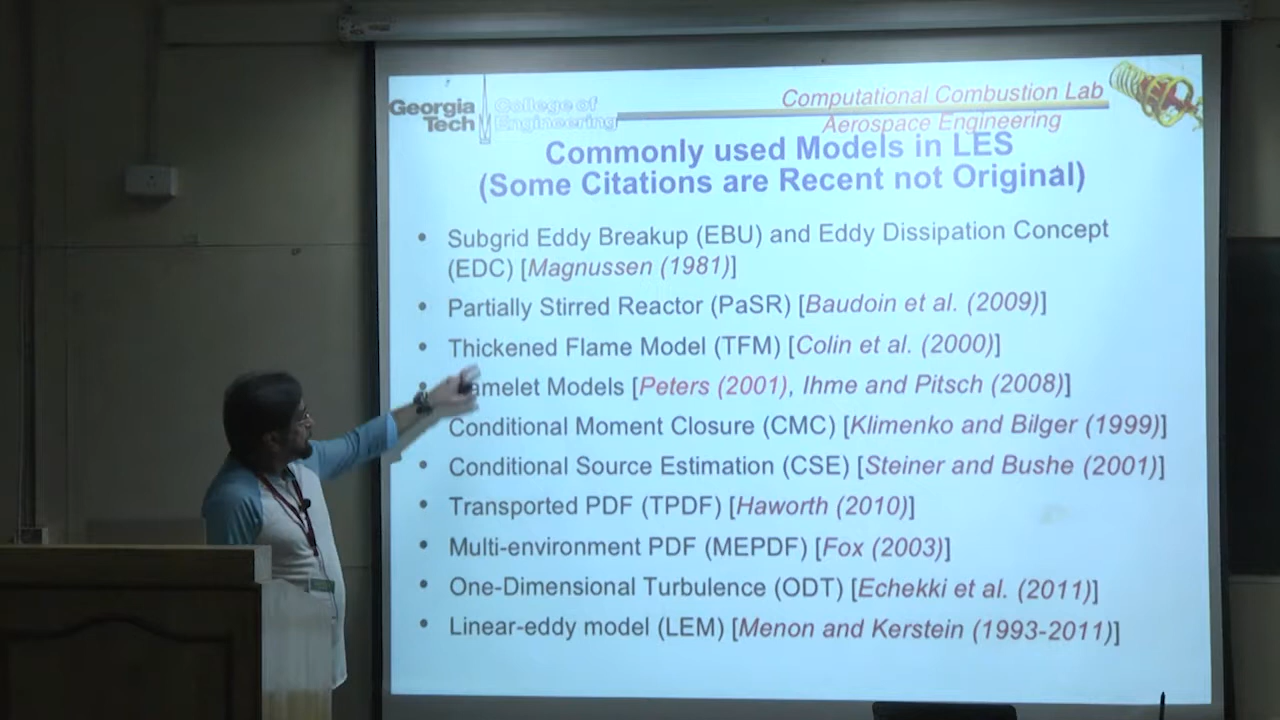 Georgia Tech
College of Engineering
Computational Combustion Lab
Aerospace Engineering
Commonly used Models in LES
(Some Citations are Recent not Original)
• Subgrid Eddy Breakup (EBU) and Eddy Dissipation Concept
(EDC) [Magnussen (1981)]
• Partially Stirred Reactor (PaSR) [Baudoin et al. (2009)]
• Thickened Flame Model (TFM) [Colin et al. (2000)]
amelet Models [Peters (2001), Ihme and Pitsch (2008)]
Conditional Moment Closure (CMC) [Klimenko and Bilger (1999)]
• Conditional Source Estimation (CSE) [Steiner and Bushe (2001)]
• Transported PDF (TPDF) [Haworth (2010)]
• Multi-environment PDF (MEPDF) [Fox (2003)]
• One-Dimensional Turbulence (ODT) [Echekki et al. (2011)]
• Linear-eddy model (LEM) [Menon and Kerstein (1993-2011)]